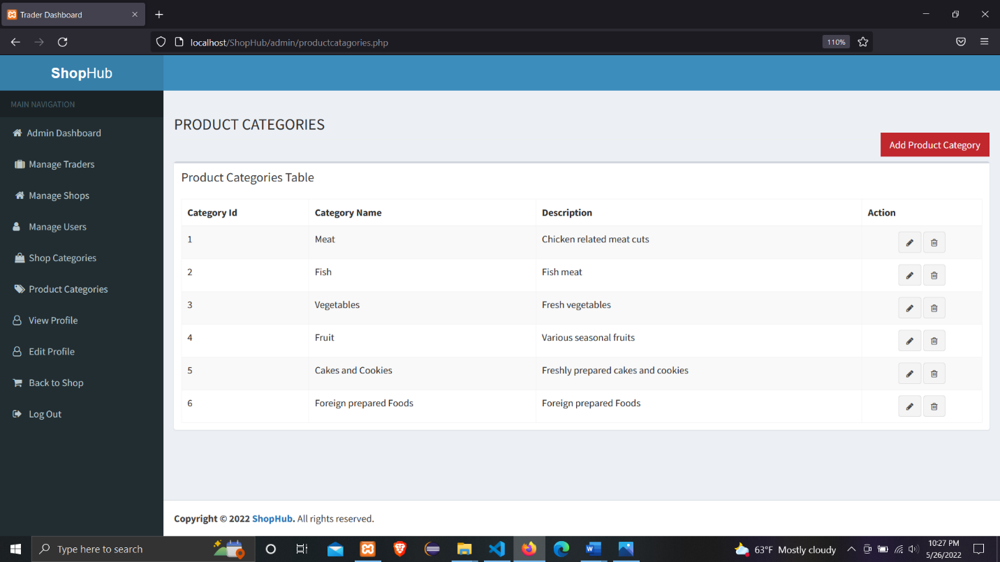 Trader Dashboard
localhost/ShopHub/admin/productcatagories.php
110%
ShopHub
MAIN NAVIGATION
Admin Dashboard
Manage Traders
Manage Shops
Manage Users
Shop Categories
Product Categories
View Profile
Edit Profile
Back to Shop
Log Out
PRODUCT CATEGORIES
Add Product Category
Product Categories Table
Category Id Category Name Description Action
1 Meat Chicken related meat cuts
2 Fish Fish meat
3 Vegetables Fresh vegetables
4 Fruit Various seasonal fruits
5 Cakes and Cookies Freshly prepared cakes and cookies
6 Foreign prepared Foods Foreign prepared Foods
Copyright © 2022 ShopHub. All rights reserved.
Type here to search
63°F Mostly cloudy
10:27 PM
5/26/2022